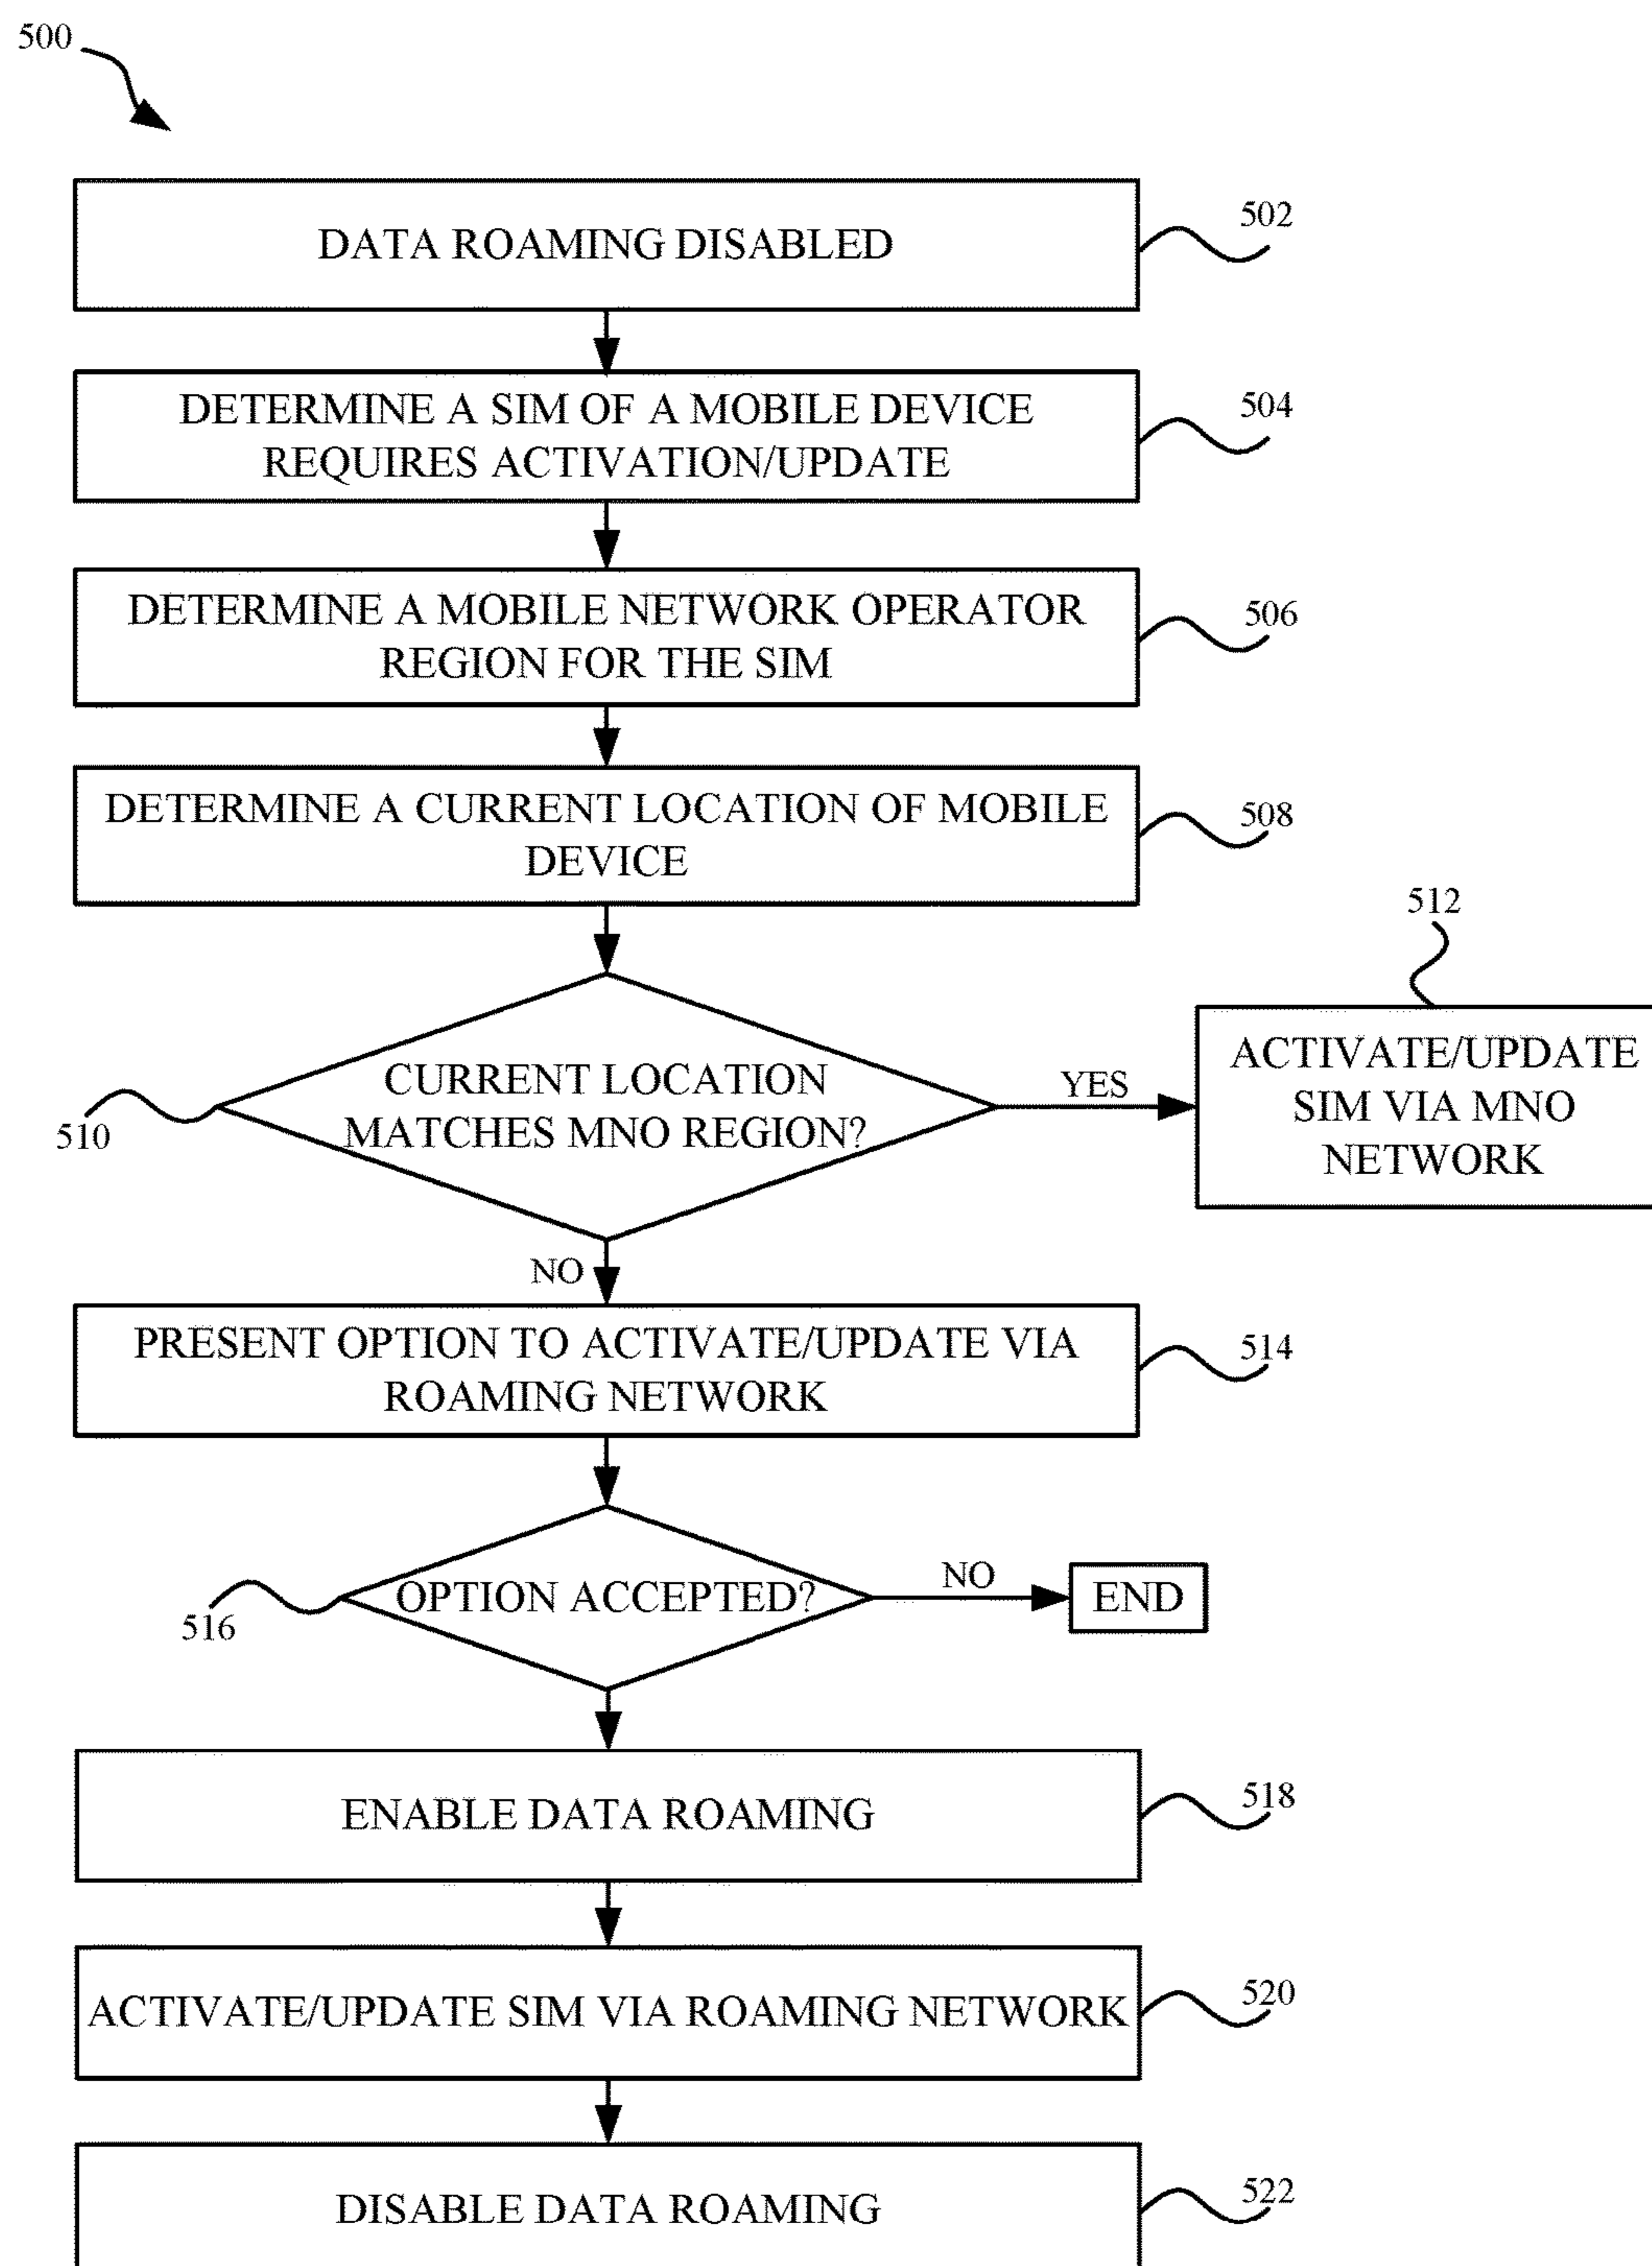 500
DATA ROAMING DISABLED
502
DETERMINE A SIM OF A MOBILE DEVICE
REQUIRES ACTIVATION/UPDATE
504
DETERMINE A MOBILE NETWORK OPERATOR
REGION FOR THE SIM
506
DETERMINE A CURRENT LOCATION OF MOBILE
DEVICE
508
512
CURRENT LOCATION
MATCHES MNO REGION?
510
YES
ACTIVATE/UPDATE
SIM VIA MNO
NETWORK
NO
PRESENT OPTION TO ACTIVATE/UPDATE VIA
ROAMING NETWORK
514
OPTION ACCEPTED?
516
NO
END
ENABLE DATA ROAMING
518
ACTIVATE/UPDATE SIM VIA ROAMING NETWORK
520
DISABLE DATA ROAMING
522